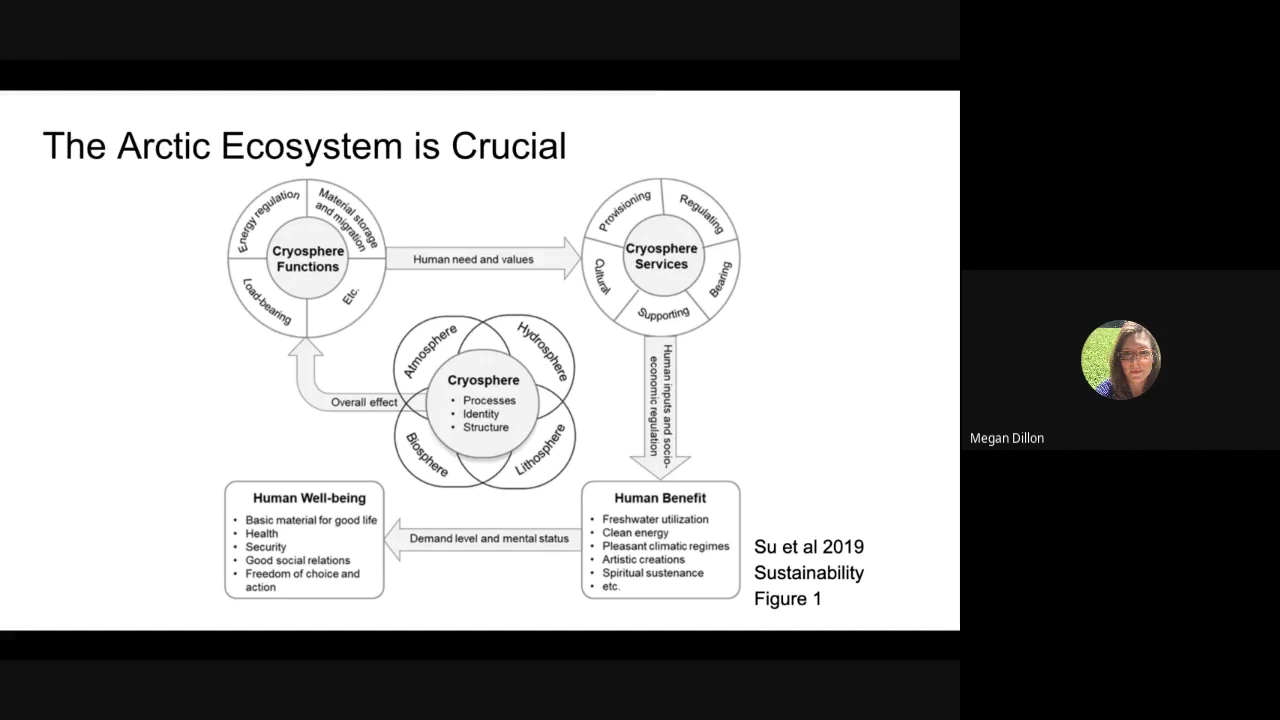 The Arctic Ecosystem is Crucial
Energy regulation
Material storage
and migration
Load-bearing
Etc.
Cryosphere
Functions
Human need and values
Provisioning
Regulating
Cultural
Bearing
Supporting
Cryosphere
Services
Atmosphere
Hydrosphere
Biosphere
Lithosphere
Cryosphere
• Processes
• Identity
• Structure
Overall effect
Human inputs and socio-
economic regulation
Human Well-being
• Basic material for good life
• Health
• Security
• Good social relations
• Freedom of choice and
action
Demand level and mental status
Human Benefit
• Freshwater utilization
• Clean energy
• Pleasant climatic regimes
• Artistic creations
• Spiritual sustenance
• etc.
Su et al 2019
Sustainability
Figure 1
Megan Dillon